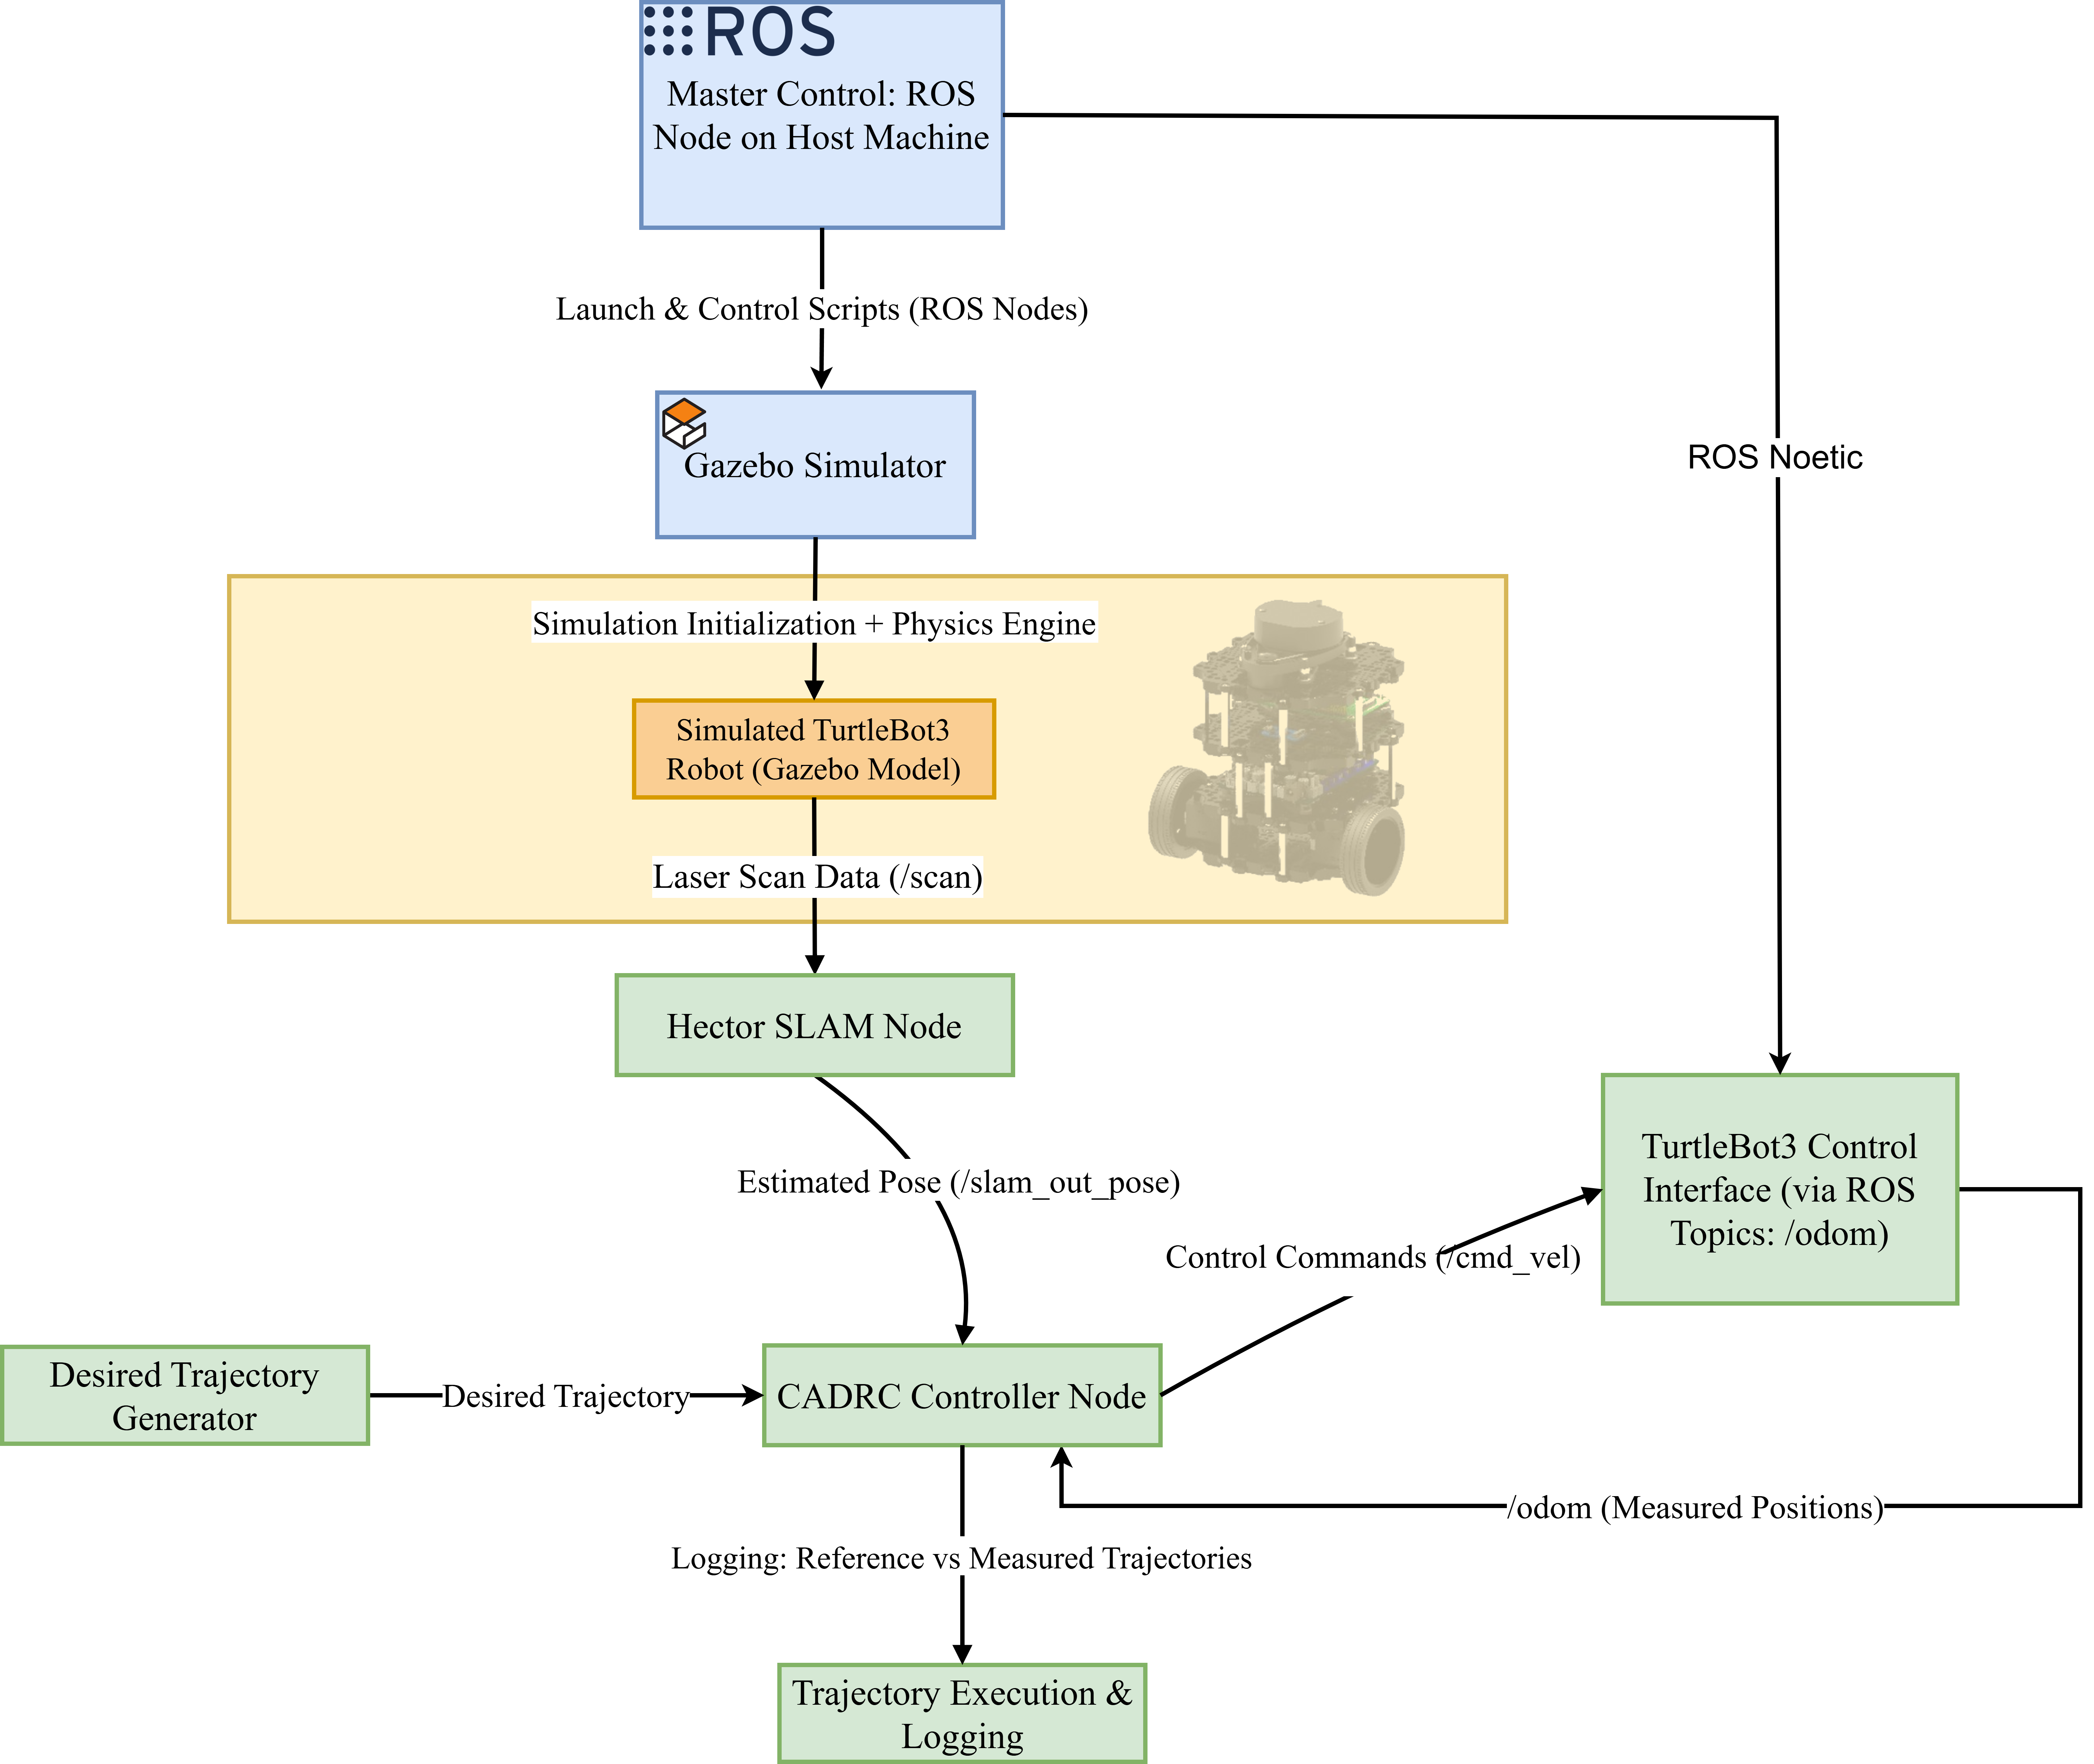 ROS
Master Control: ROS
Node on Host Machine
Launch & Control Scripts (ROS Nodes)
Gazebo Simulator
ROS Noetic
Simulation Initialization + Physics Engine
Simulated TurtleBot3
Robot (Gazebo Model)
Laser Scan Data (/scan)
Hector SLAM Node
Estimated Pose (/slam_out_pose)
TurtleBot3 Control
Interface (via ROS
Topics: /odom)
Control Commands (/cmd_vel)
Desired Trajectory
Generator
Desired Trajectory
CADRC Controller Node
/odom (Measured Positions)
Logging: Reference vs Measured Trajectories
Trajectory Execution &
Logging